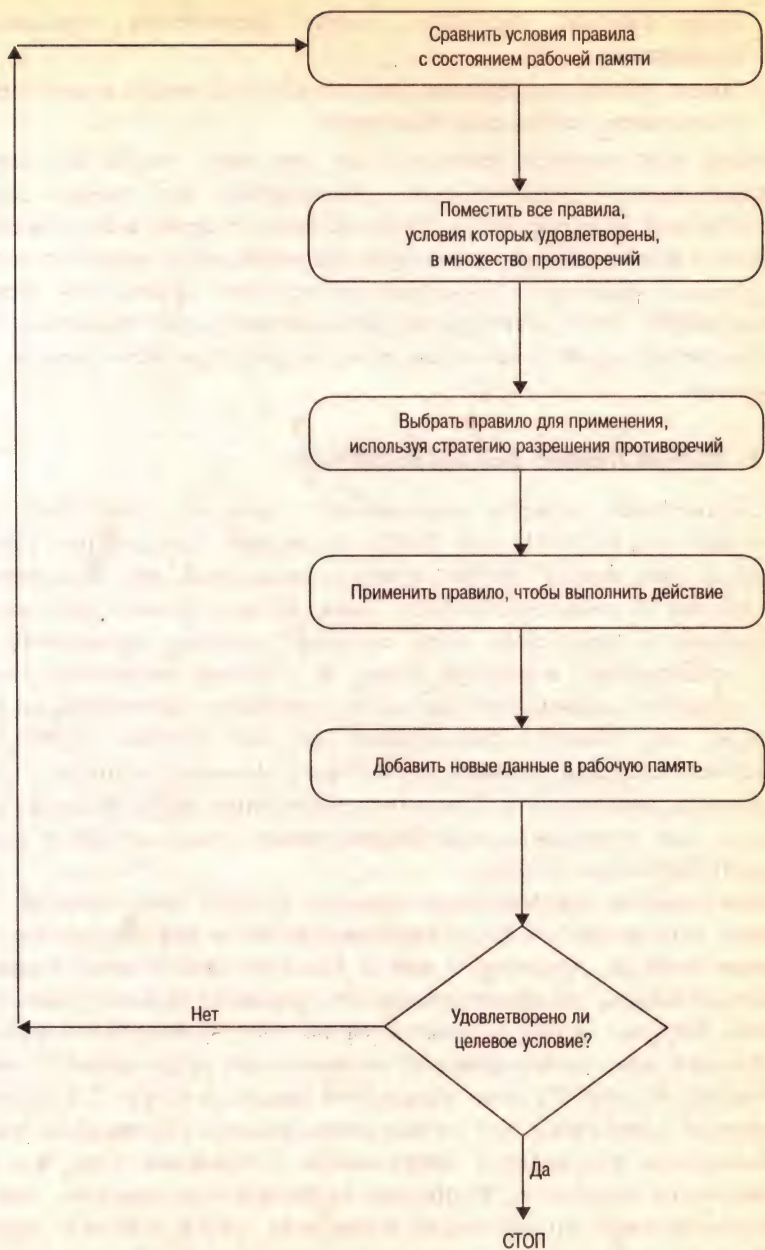 Сравнить условия правила
с состоянием рабочей памяти
Поместить все правила,
условия которых удовлетворены,
в множество противоречий
Выбрать правило для применения,
используя стратегию разрешения противоречий
Применить правило, чтобы выполнить действие
Добавить новые данные в рабочую память
Удовлетворено ли
целевое условие?
Нет
Да
СТОП